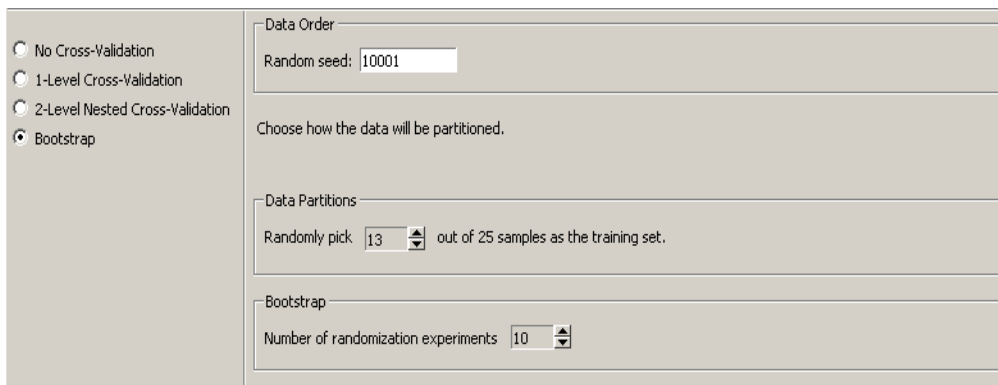 No Cross-Validation
1-Level Cross-Validation
2-Level Nested Cross-Validation
Bootstrap
Data Order
Random seed: 10001
Choose how the data will be partitioned.
Data Partitions
Randomly pick 13 out of 25 samples as the training set.
Bootstrap
Number of randomization experiments 10